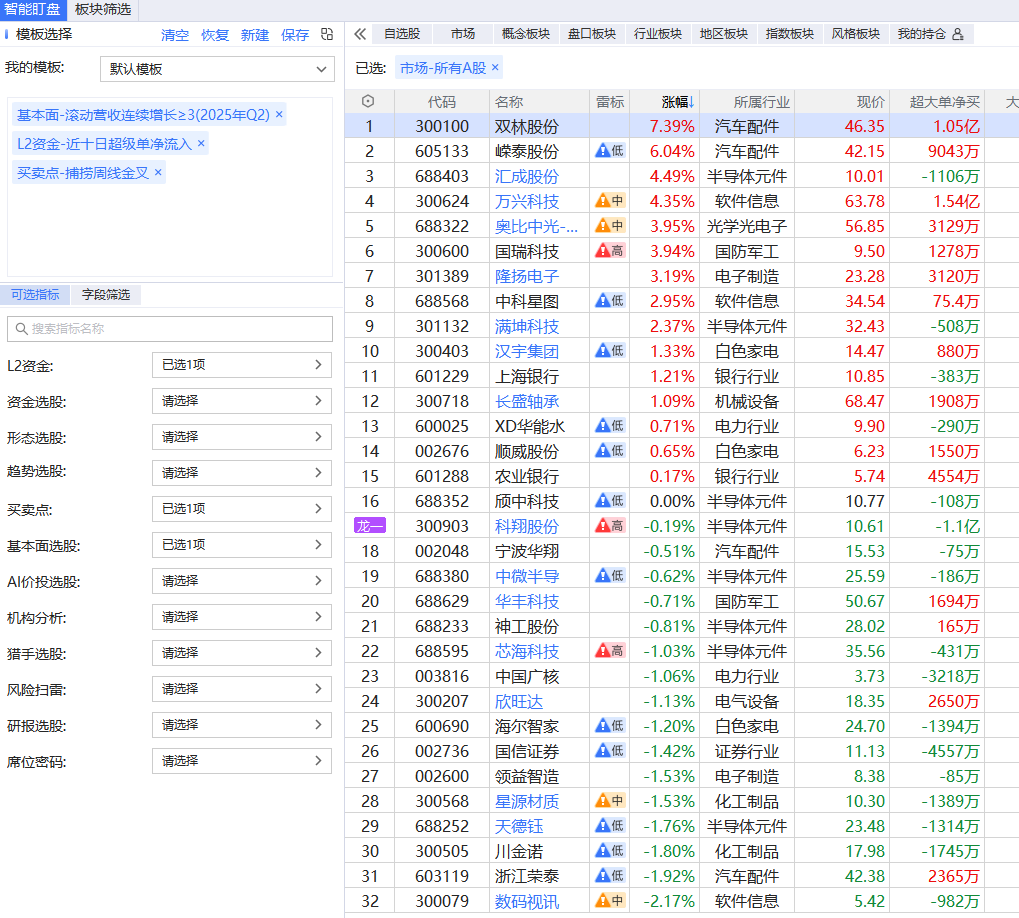 智能盯盘 板块筛选
模板选择 清空 恢复 新建 保存
我的模板: 默认模板
基本面-滚动营收连续增长≥3(2025年Q2) ×
L2资金-近十日超级单净流入 ×
买卖点-捕捞周线金叉 ×
可选指标 字段筛选
搜索指标名称
L2资金: 已选1项
资金选股: 请选择
形态选股: 请选择
趋势选股: 请选择
买卖点: 已选1项
基本面选股: 已选1项
AI价投选股: 请选择
机构分析: 请选择
猎手选股: 请选择
风险扫雷: 请选择
研报选股: 请选择
席位密码: 请选择
自选股 市场 概念板块 盘口板块 行业板块 地区板块 指数板块 风格板块 我的持仓
已选: 市场-所有A股 ×
代码 名称 雷标 涨幅↓ 所属行业 现价 超大单净买 大
1 300100 双林股份 7.39% 汽车配件 46.35 1.05亿
2 605133 嵘泰股份 低 6.04% 汽车配件 42.15 9043万
3 688403 汇成股份 4.49% 半导体元件 10.01 -1106万
4 300624 万兴科技 中 4.35% 软件信息 63.78 1.54亿
5 688322 奥比中光-... 中 3.95% 光学光电子 56.85 3129万
6 300600 国瑞科技 高 3.94% 国防军工 9.50 1278万
7 301389 隆扬电子 3.19% 电子制造 23.28 3120万
8 688568 中科星图 低 2.95% 软件信息 34.54 75.4万
9 301132 满坤科技 2.37% 半导体元件 32.43 -508万
10 300403 汉宇集团 低 1.33% 白色家电 14.47 880万
11 601229 上海银行 1.21% 银行行业 10.85 -383万
12 300718 长盛轴承 1.09% 机械设备 68.47 1908万
13 600025 XD华能水 低 0.71% 电力行业 9.90 -290万
14 002676 顺威股份 低 0.65% 白色家电 6.23 1550万
15 601288 农业银行 0.17% 银行行业 5.74 4554万
16 688352 颀中科技 低 0.00% 半导体元件 10.77 -108万
龙一 300903 科翔股份 高 -0.19% 半导体元件 10.61 -1.1亿
18 002048 宁波华翔 -0.51% 汽车配件 15.53 -75万
19 688380 中微半导 低 -0.62% 半导体元件 25.59 -186万
20 688629 华丰科技 -0.71% 国防军工 50.67 1694万
21 688233 神工股份 -0.81% 半导体元件 28.02 165万
22 688595 芯海科技 高 -1.03% 半导体元件 35.56 -431万
23 003816 中国广核 -1.06% 电力行业 3.73 -3218万
24 300207 欣旺达 -1.13% 电气设备 18.35 2650万
25 600690 海尔智家 低 -1.20% 白色家电 24.70 -1394万
26 002736 国信证券 低 -1.42% 证券行业 11.13 -4557万
27 002600 领益智造 -1.53% 电子制造 8.38 -85万
28 300568 星源材质 中 -1.53% 化工制品 10.30 -1389万
29 688252 天德钰 低 -1.76% 半导体元件 23.48 -1314万
30 300505 川金诺 低 -1.80% 化工制品 17.98 -1745万
31 603119 浙江荣泰 低 -1.92% 汽车配件 42.38 2365万
32 300079 数码视讯 中 -2.17% 软件信息 5.42 -982万